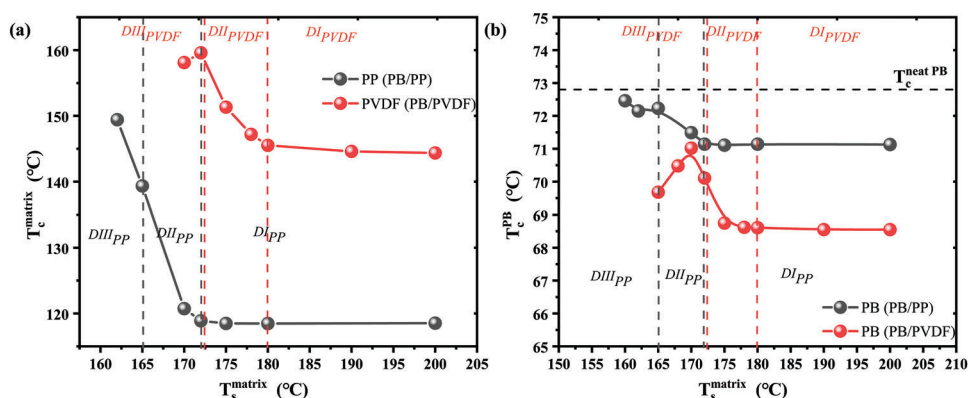 (a)
DIII_PVDF DII_PVDF DI_PVDF
160
150
140
130
120
T_c^matrix (°C)
PP (PB/PP)
PVDF (PB/PVDF)
DIII_PP DII_PP DI_PP
160 165 170 175 180 185 190 195 200 205
T_s^matrix (°C)
(b)
DIII_PVDF DII_PVDF DI_PVDF
75
74
73
72
71
70
69
68
67
66
65
T_c^PB (°C)
T_c^neat PB
DIII_PP DII_PP DI_PP
PB (PB/PP)
PB (PB/PVDF)
150 155 160 165 170 175 180 185 190 195 200 205 210
T_s^matrix (°C)